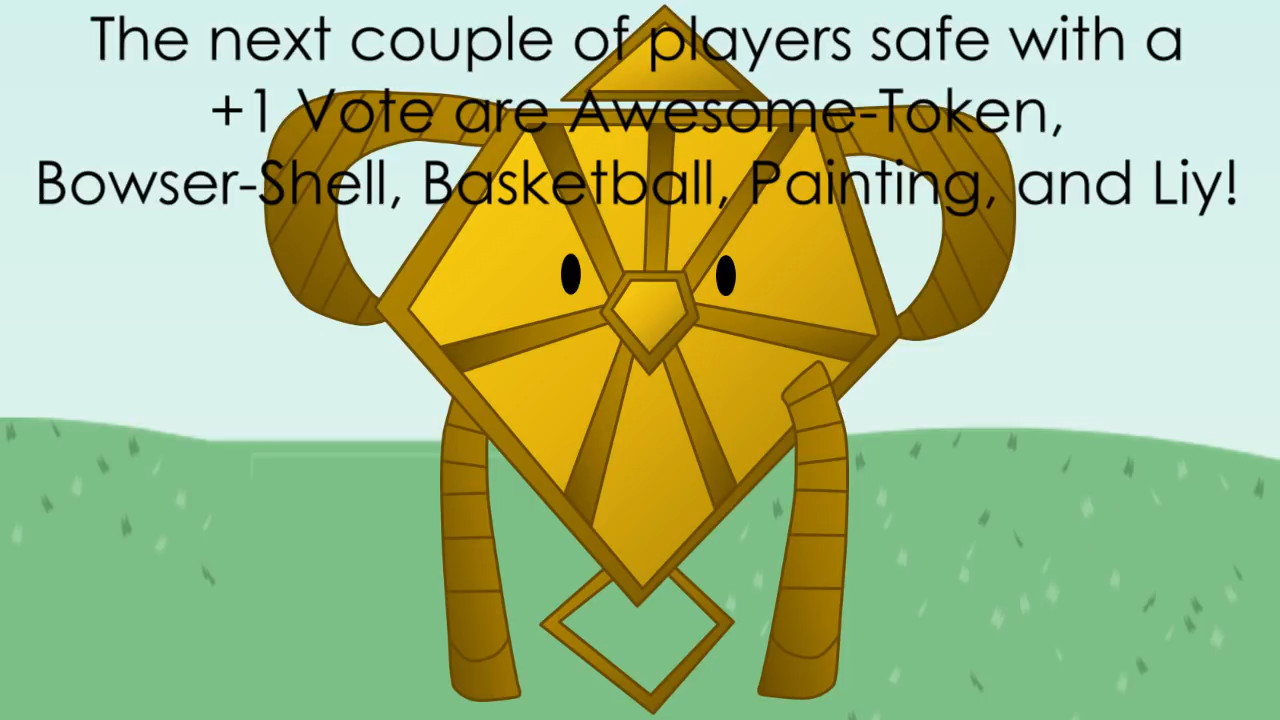 The next couple of players safe with a
+1 Vote are Awesome-Token,
Bowser-Shell, Basketball, Painting, and Liy!